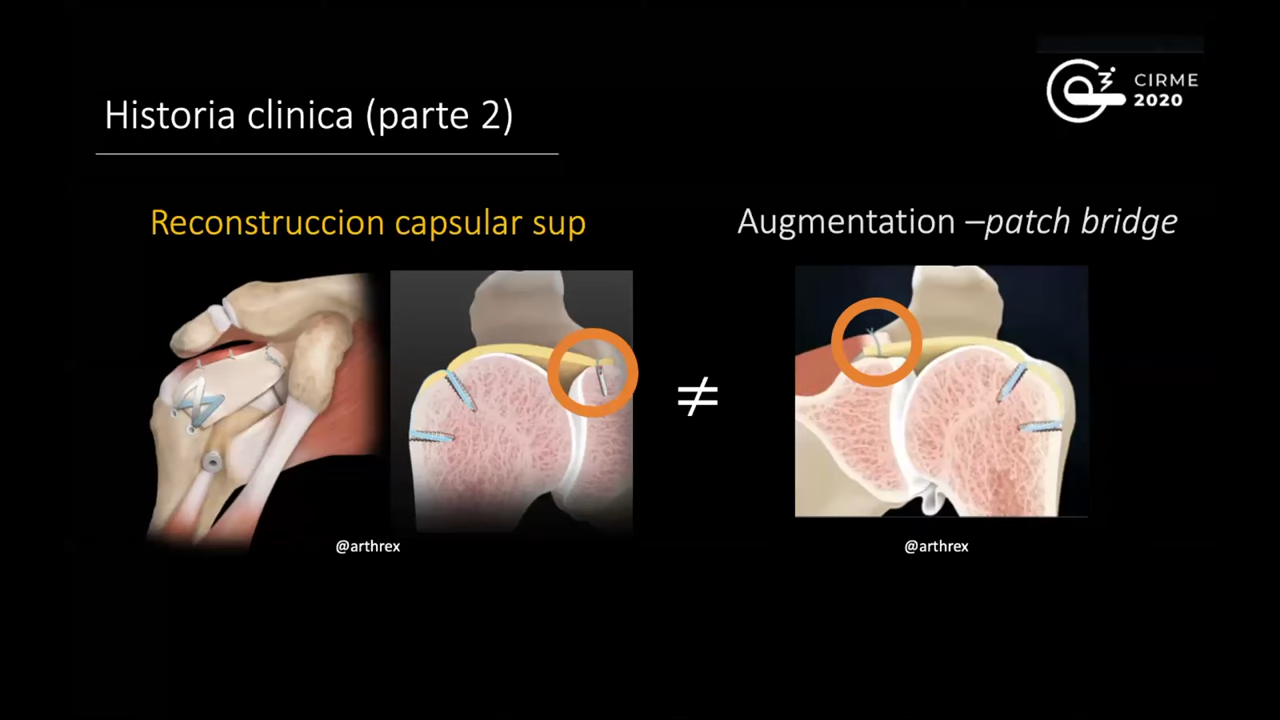 CIRME
2020
Historia clinica (parte 2)
Reconstruccion capsular sup
Augmentation –patch bridge
≠
@arthrex
@arthrex